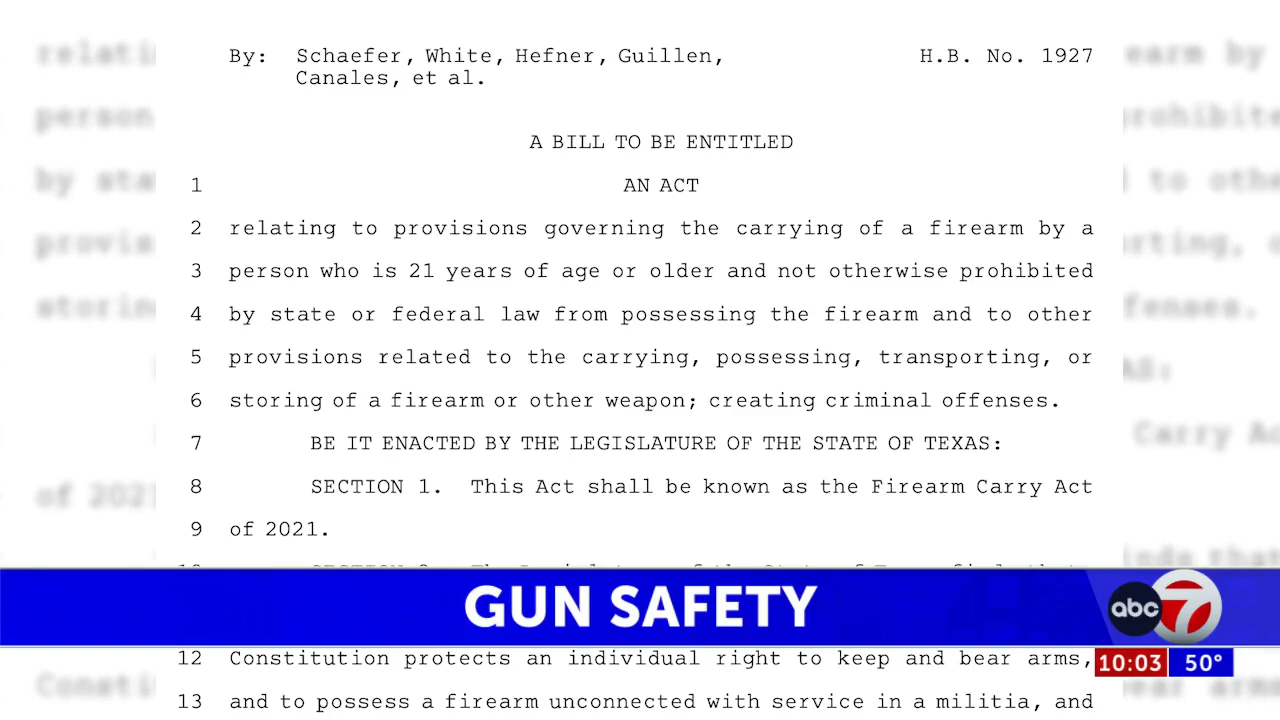 By: Schaefer, White, Hefner, Guillen, H.B. No. 1927
Canales, et al.
A BILL TO BE ENTITLED
1 AN ACT
2 relating to provisions governing the carrying of a firearm by a
3 person who is 21 years of age or older and not otherwise prohibited
4 by state or federal law from possessing the firearm and to other
5 provisions related to the carrying, possessing, transporting, or
6 storing of a firearm or other weapon; creating criminal offenses.
7 BE IT ENACTED BY THE LEGISLATURE OF THE STATE OF TEXAS:
8 SECTION 1. This Act shall be known as the Firearm Carry Act
9 of 2021.
GUN SAFETY
abc 7
12 Constitution protects an individual right to keep and bear arms,
10:03 50°
13 and to possess a firearm unconnected with service in a militia, and